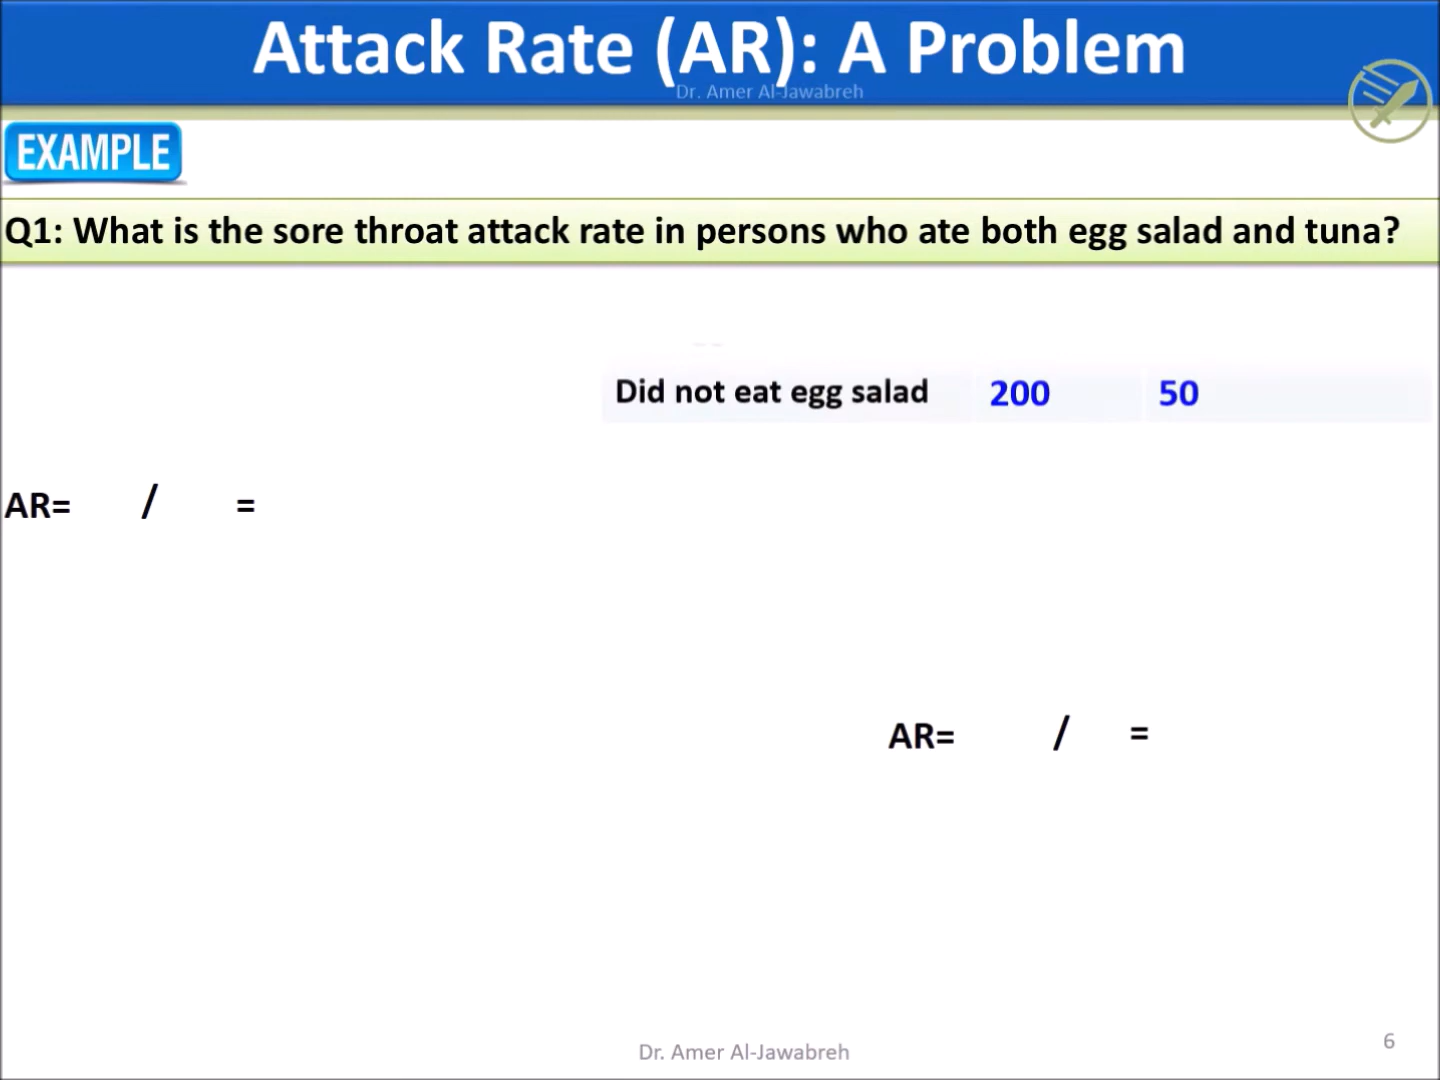 Attack Rate (AR): A Problem
Dr. Amer Al-Jawabreh
EXAMPLE
Q1: What is the sore throat attack rate in persons who ate both egg salad and tuna?
Did not eat egg salad 200 50
AR= / =
AR= / =
Dr. Amer Al-Jawabreh
6